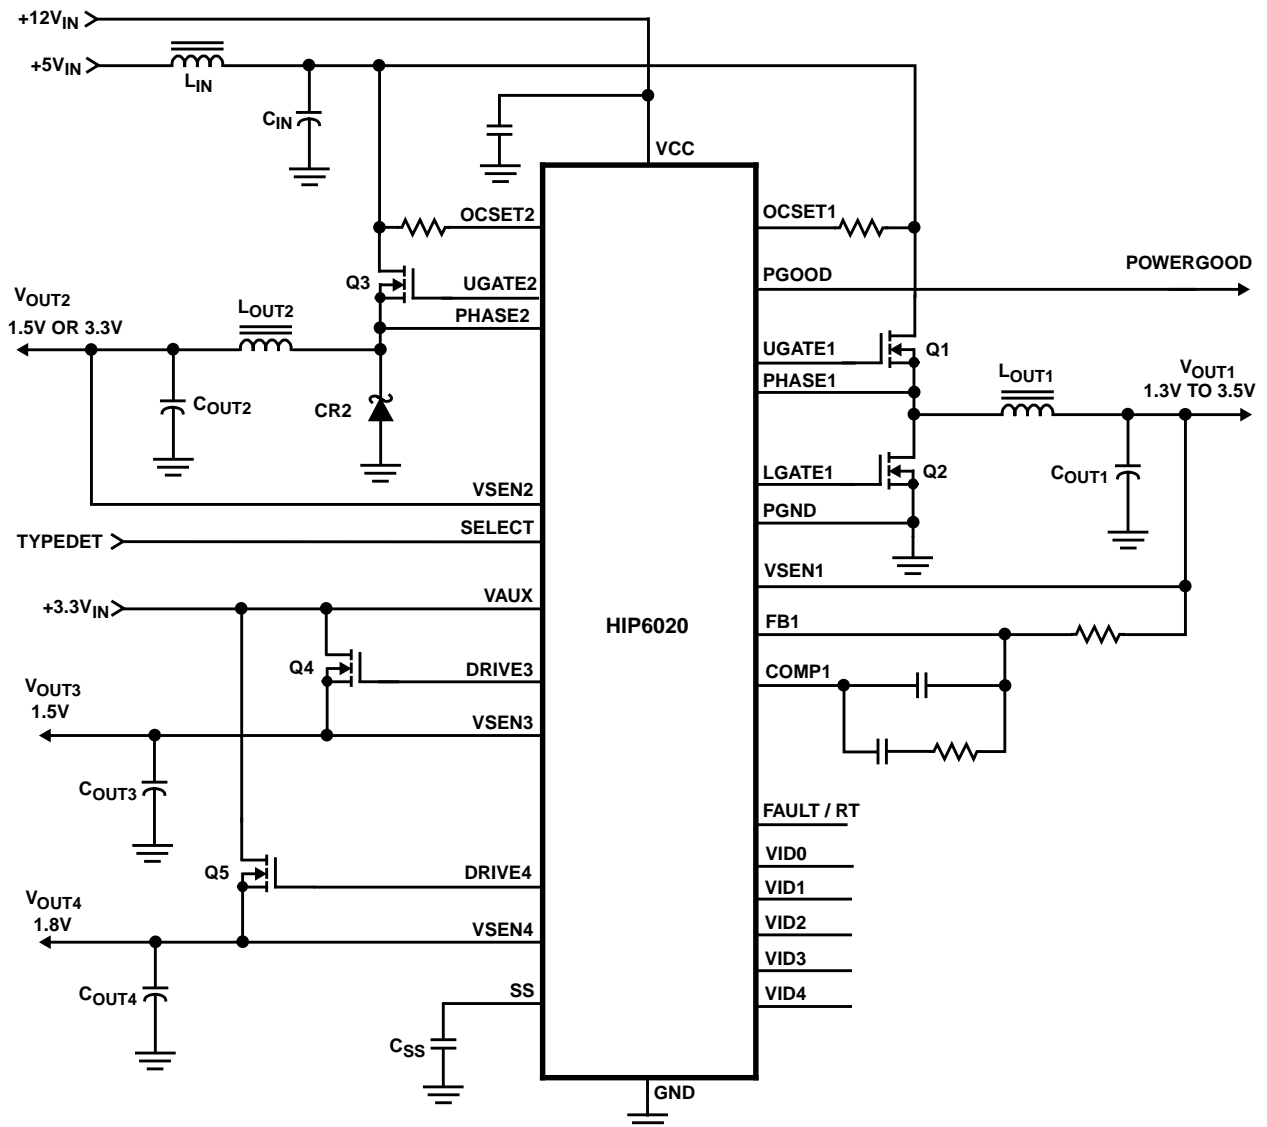 +12VIN
+5VIN
LIN
CIN
VCC
OCSET2
OCSET1
PGOOD
POWERGOOD
Q3
UGATE2
PHASE2
VOUT2
1.5V OR 3.3V
LOUT2
UGATE1
Q1
PHASE1
LOUT1
VOUT1
1.3V TO 3.5V
COUT2
CR2
LGATE1
Q2
COUT1
VSEN2
PGND
SELECT
TYPEDET
VSEN1
+3.3VIN
VAUX
HIP6020
FB1
Q4
DRIVE3
COMP1
VOUT3
1.5V
VSEN3
COUT3
FAULT / RT
VID0
Q5
DRIVE4
VID1
VOUT4
1.8V
VSEN4
VID2
VID3
COUT4
SS
VID4
CSS
GND